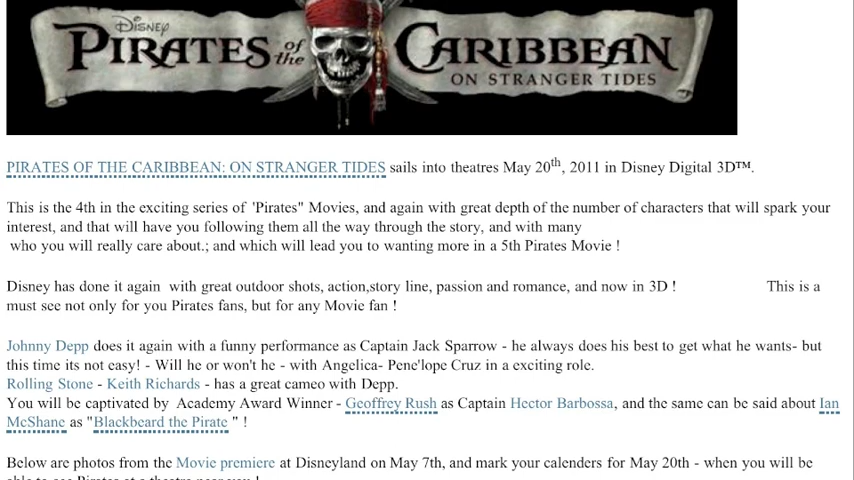 DISNEY
PIRATES of the CARIBBEAN
ON STRANGER TIDES
PIRATES OF THE CARIBBEAN: ON STRANGER TIDES sails into theatres May 20th, 2011 in Disney Digital 3D™.
This is the 4th in the exciting series of 'Pirates" Movies, and again with great depth of the number of characters that will spark your
interest, and that will have you following them all the way through the story, and with many
who you will really care about.; and which will lead you to wanting more in a 5th Pirates Movie !
Disney has done it again with great outdoor shots, action,story line, passion and romance, and now in 3D ! This is a
must see not only for you Pirates fans, but for any Movie fan !
Johnny Depp does it again with a funny performance as Captain Jack Sparrow - he always does his best to get what he wants- but
this time its not easy! - Will he or won't he - with Angelica- Pene'lope Cruz in a exciting role.
Rolling Stone - Keith Richards - has a great cameo with Depp.
You will be captivated by Academy Award Winner - Geoffrey Rush as Captain Hector Barbossa, and the same can be said about Ian
McShane as "Blackbeard the Pirate " !
Below are photos from the Movie premiere at Disneyland on May 7th, and mark your calenders for May 20th - when you will be
able to see Pirates at a theatre near you !